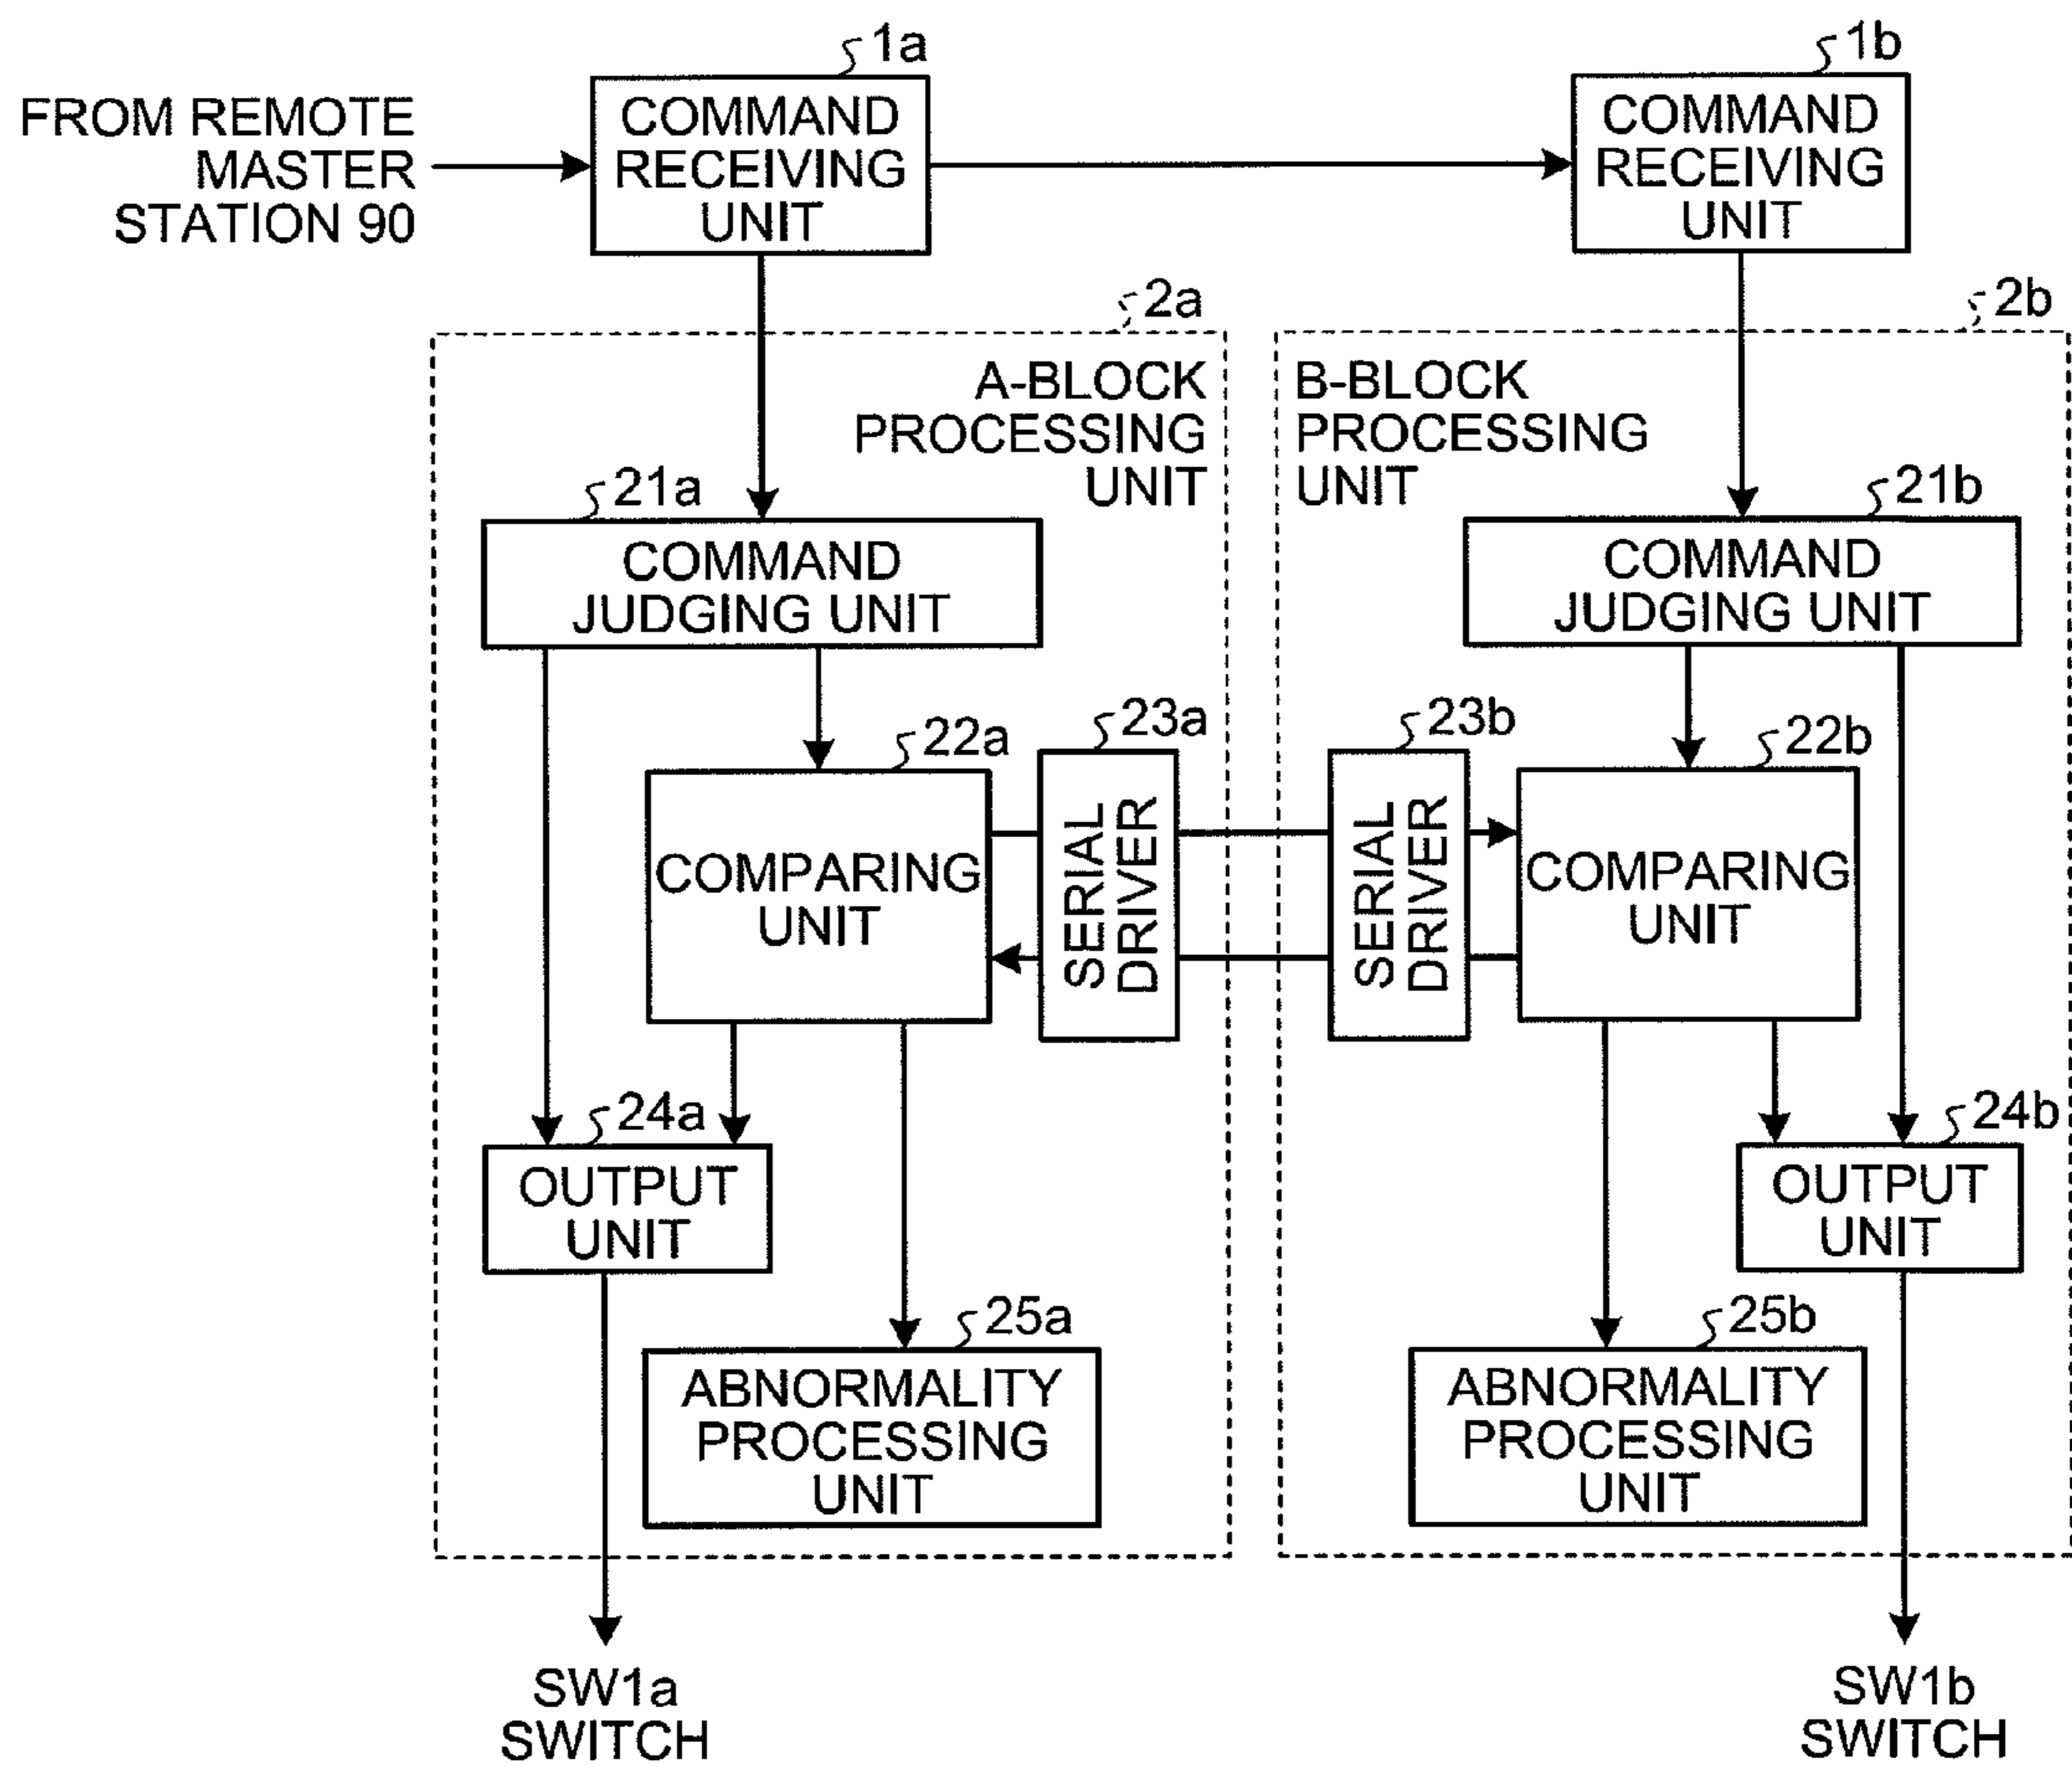 1a
1b
FROM REMOTE
MASTER
STATION 90
COMMAND
RECEIVING
UNIT
COMMAND
RECEIVING
UNIT
2a
2b
A-BLOCK
PROCESSING
UNIT
B-BLOCK
PROCESSING
UNIT
21a
21b
COMMAND
JUDGING UNIT
COMMAND
JUDGING UNIT
22a
23a
23b
22b
COMPARING
UNIT
SERIAL
DRIVER
SERIAL
DRIVER
COMPARING
UNIT
24a
24b
OUTPUT
UNIT
OUTPUT
UNIT
25a
25b
ABNORMALITY
PROCESSING
UNIT
ABNORMALITY
PROCESSING
UNIT
SW1a
SWITCH
SW1b
SWITCH